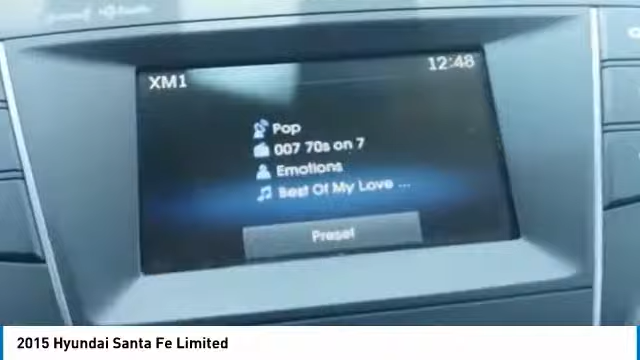 XM1
12:48
Pop
007 70s on 7
Emotions
Best Of My Love ...
Preset
2015 Hyundai Santa Fe Limited